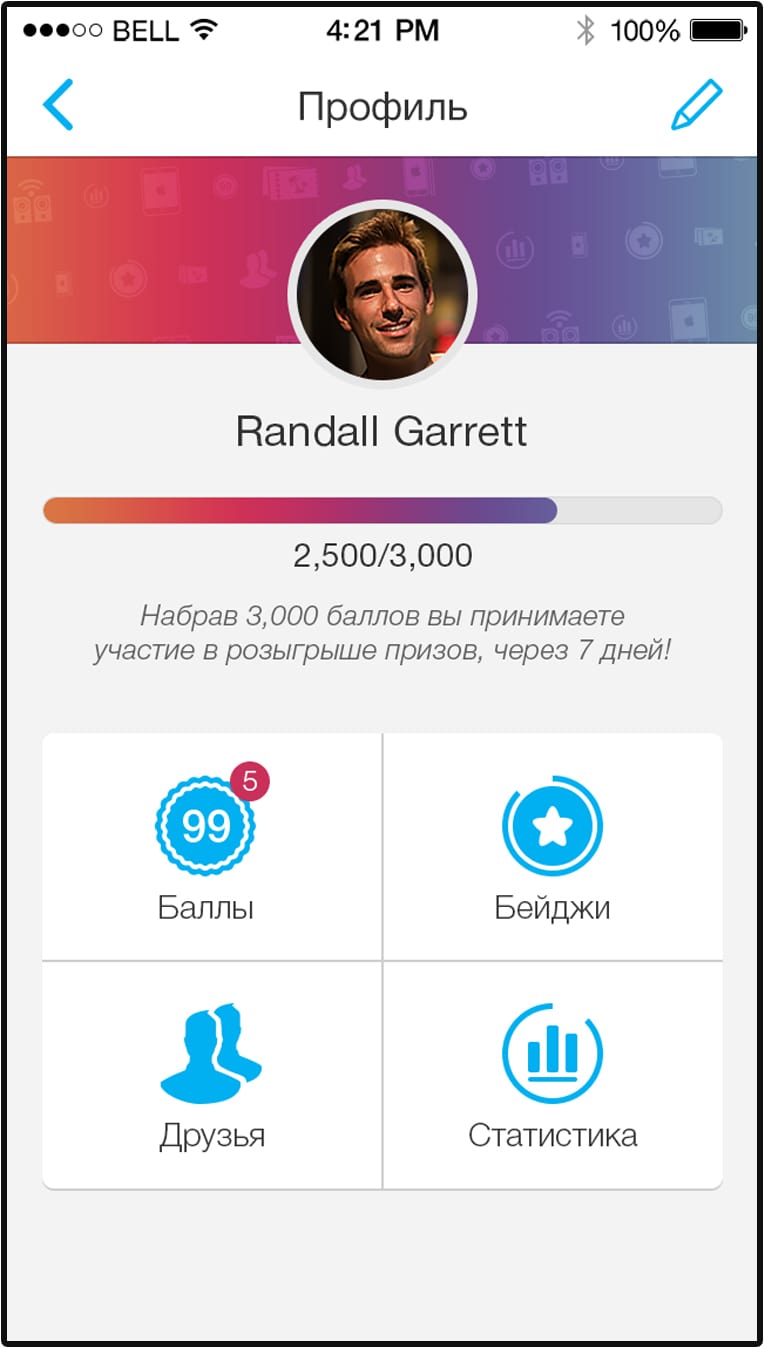 BELL 4:21 PM 100%
Профиль
Randall Garrett
2,500/3,000
Набрав 3,000 баллов вы принимаете
участие в розыгрыше призов, через 7 дней!
5
99
Баллы
Бейджи
Друзья
Статистика